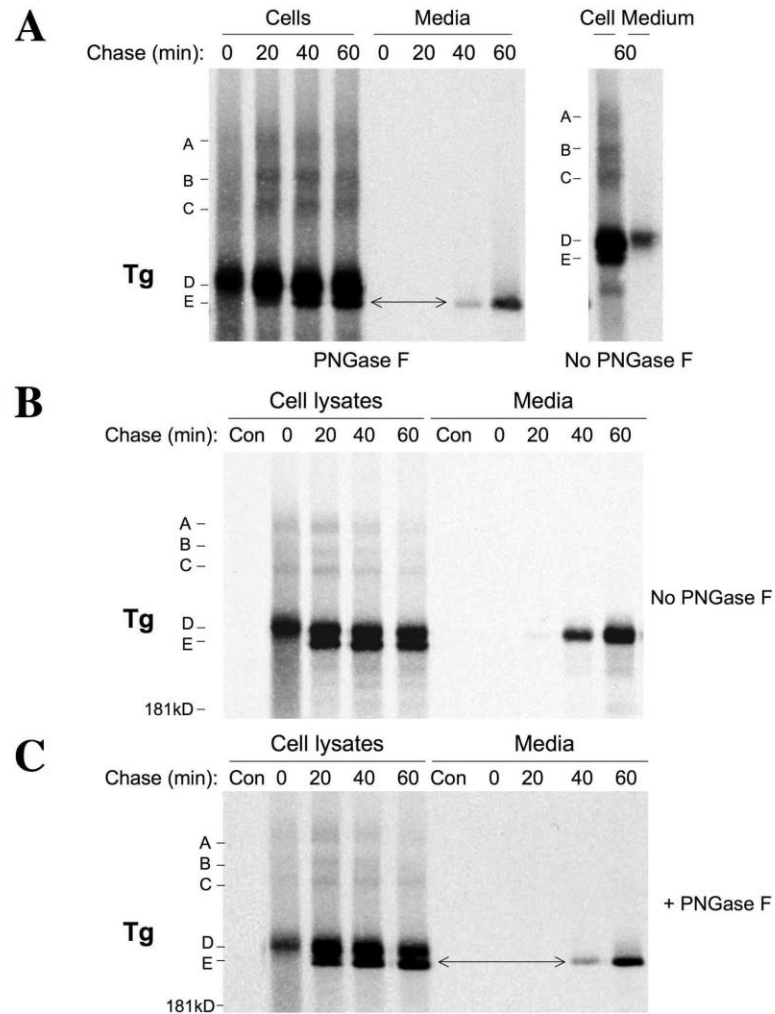 A
Cells Media Cell Medium
Chase (min): 0 20 40 60 0 20 40 60 60
A
B
C
Tg
D
E
A
B
C
D
E
PNGase F No PNGase F
B
Cell lysates Media
Chase (min): Con 0 20 40 60 Con 0 20 40 60
A
B
C
No PNGase F
Tg
D
E
181kD
C
Cell lysates Media
Chase (min): Con 0 20 40 60 Con 0 20 40 60
A
B
C
+ PNGase F
Tg
D
E
181kD